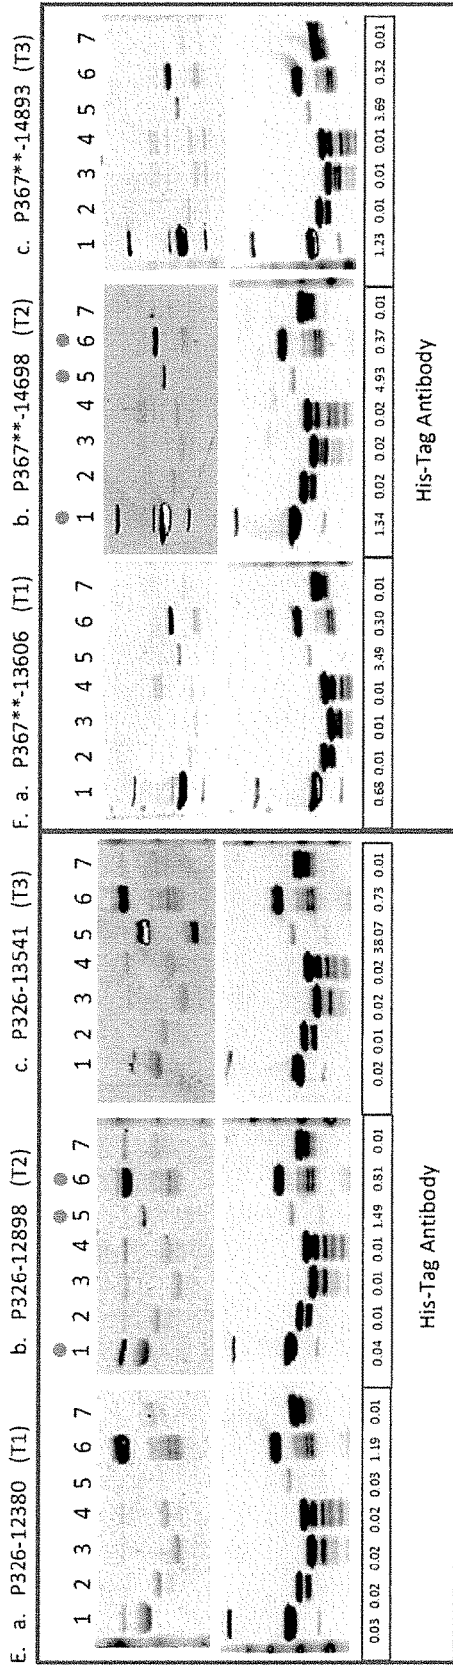 E. a. P326-12380 (T1)
1 2 3 4 5 6 7
0.03 0.02 0.02 0.02 0.03 1.19 0.01
b. P326-12898 (T2)
1 2 3 4 5 6 7
0.04 0.01 0.01 0.01 1.49 0.81 0.01
c. P326-13541 (T3)
1 2 3 4 5 6 7
0.02 0.01 0.02 0.02 38.07 0.73 0.01
His-Tag Antibody
F. a. P367**-13606 (T1)
1 2 3 4 5 6 7
0.68 0.01 0.01 0.01 3.49 0.30 0.01
b. P367**-14698 (T2)
1 2 3 4 5 6 7
1.34 0.02 0.02 0.02 4.93 0.37 0.01
c. P367**-14893 (T3)
1 2 3 4 5 6 7
1.23 0.01 0.01 0.01 3.69 0.32 0.01
His-Tag Antibody